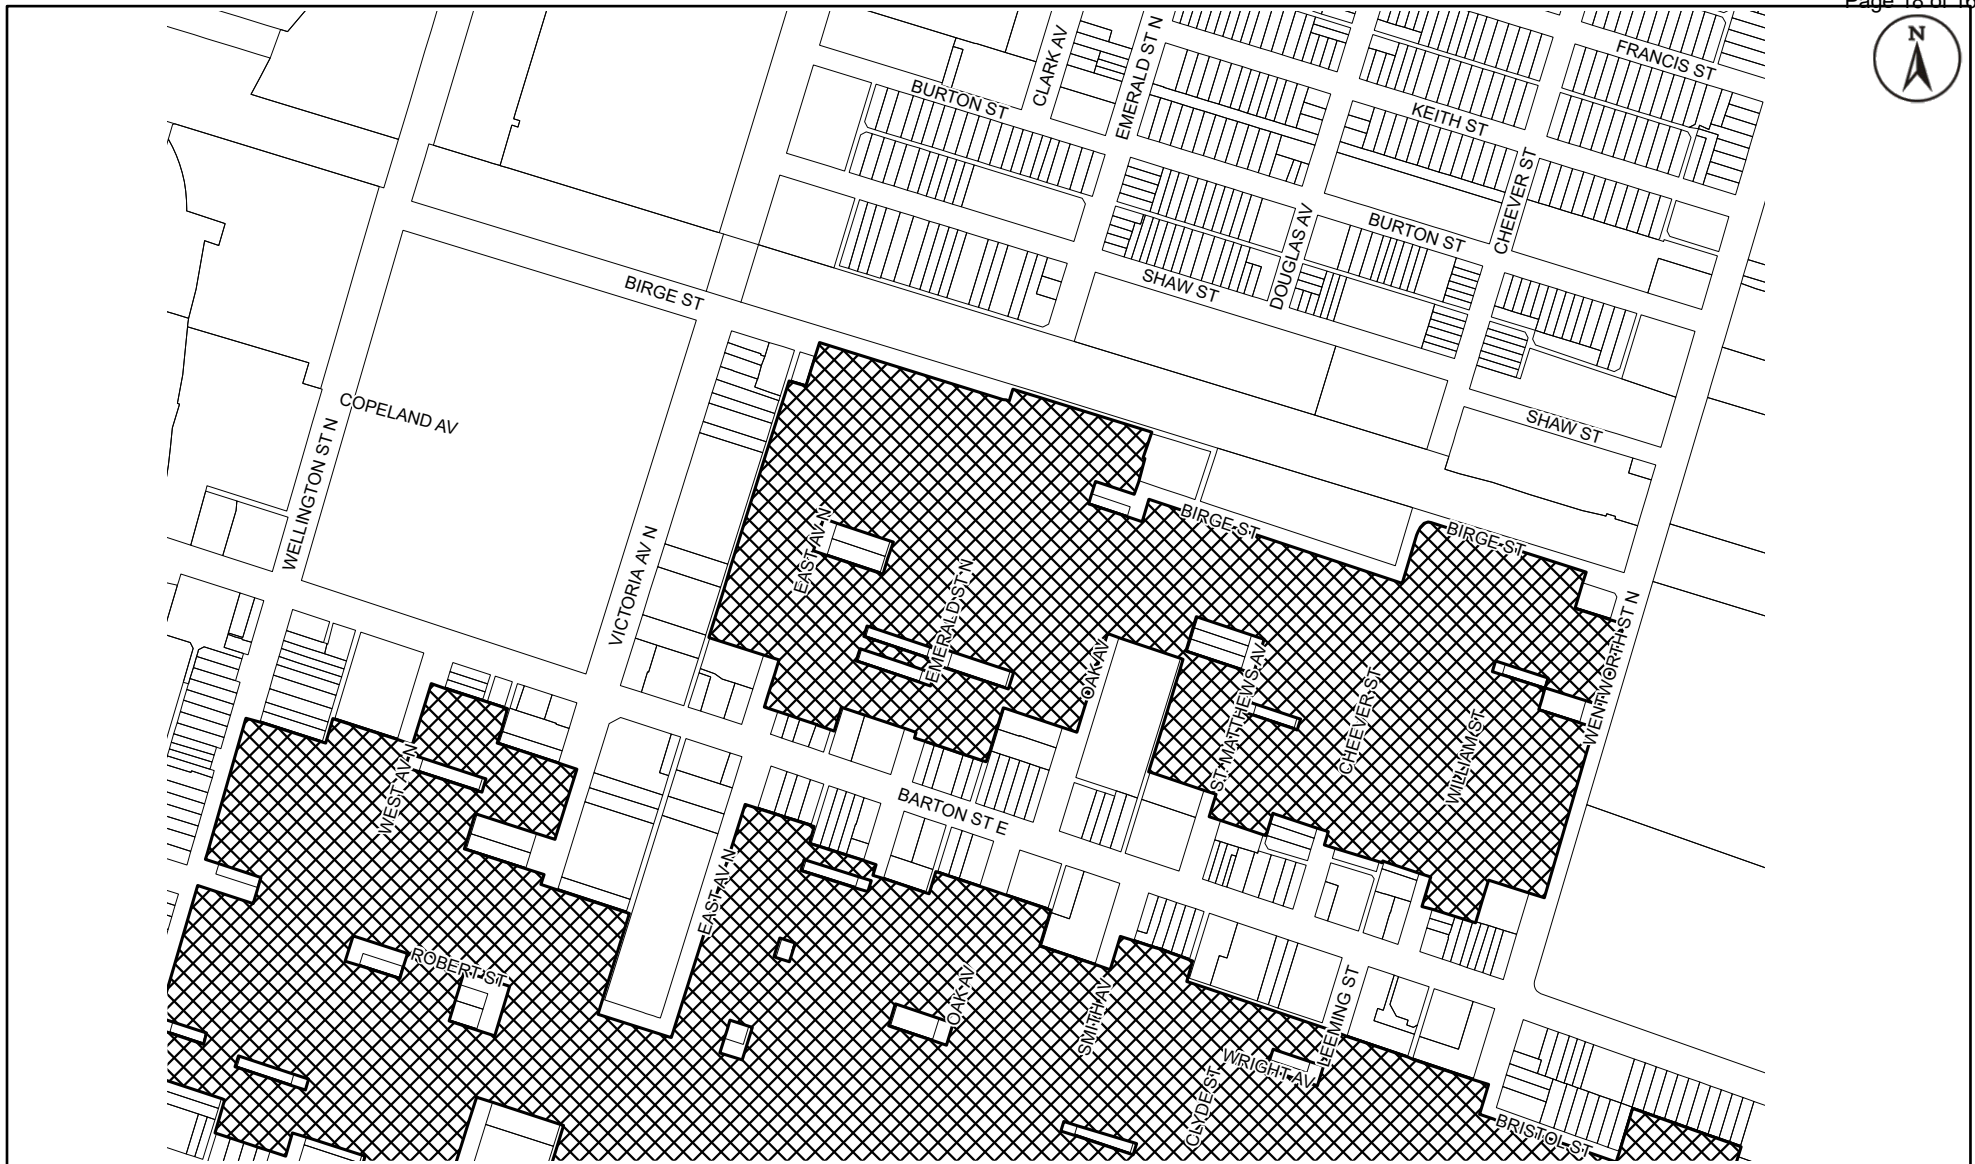 Page 16 of 16
N
FRANCIS ST
CLARK AV
EMERALD ST N
BURTON ST
KEITH ST
CHEEVER ST
DOUGLAS AV
BURTON ST
SHAW ST
BIRGE ST
COPELAND AV
WELLINGTON ST N
SHAW ST
BIRGE ST
BIRGE ST
VICTORIA AV N
EAST AV N
EMERALD ST N
OAK AV
ST. MATTHEWS AV
CHEEVER ST
WILLIAM ST
WENTWORTH ST N
WEST AV N
BARTON ST E
EAST AV N
ROBERT ST
OAK AV
SMITH AV
LEEMING ST
WRIGHT AV
CLYDE ST
BRISTOL ST